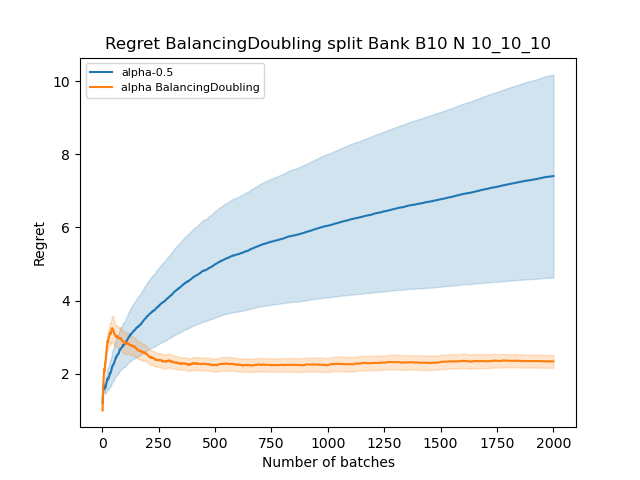 Regret BalancingDoubling split Bank B10 N 10_10_10
alpha-0.5
alpha BalancingDoubling
10
8
6
4
2
Regret
0 250 500 750 1000 1250 1500 1750 2000
Number of batches